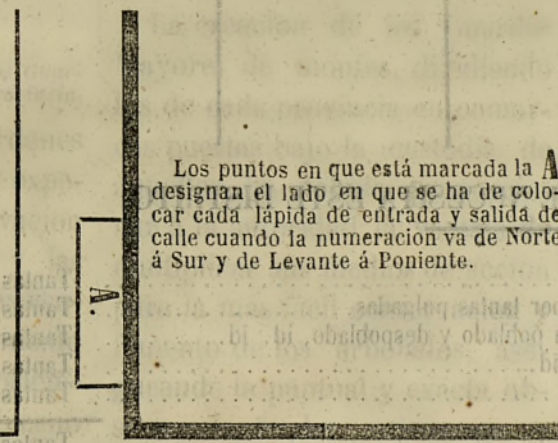 Los puntos en que está marcada la A
designan el lado en que se ha de colo-
car cada lápida de entrada y salida de
calle cuando la numeracion va de Norte
á Sur y de Levante á Poniente.
A.